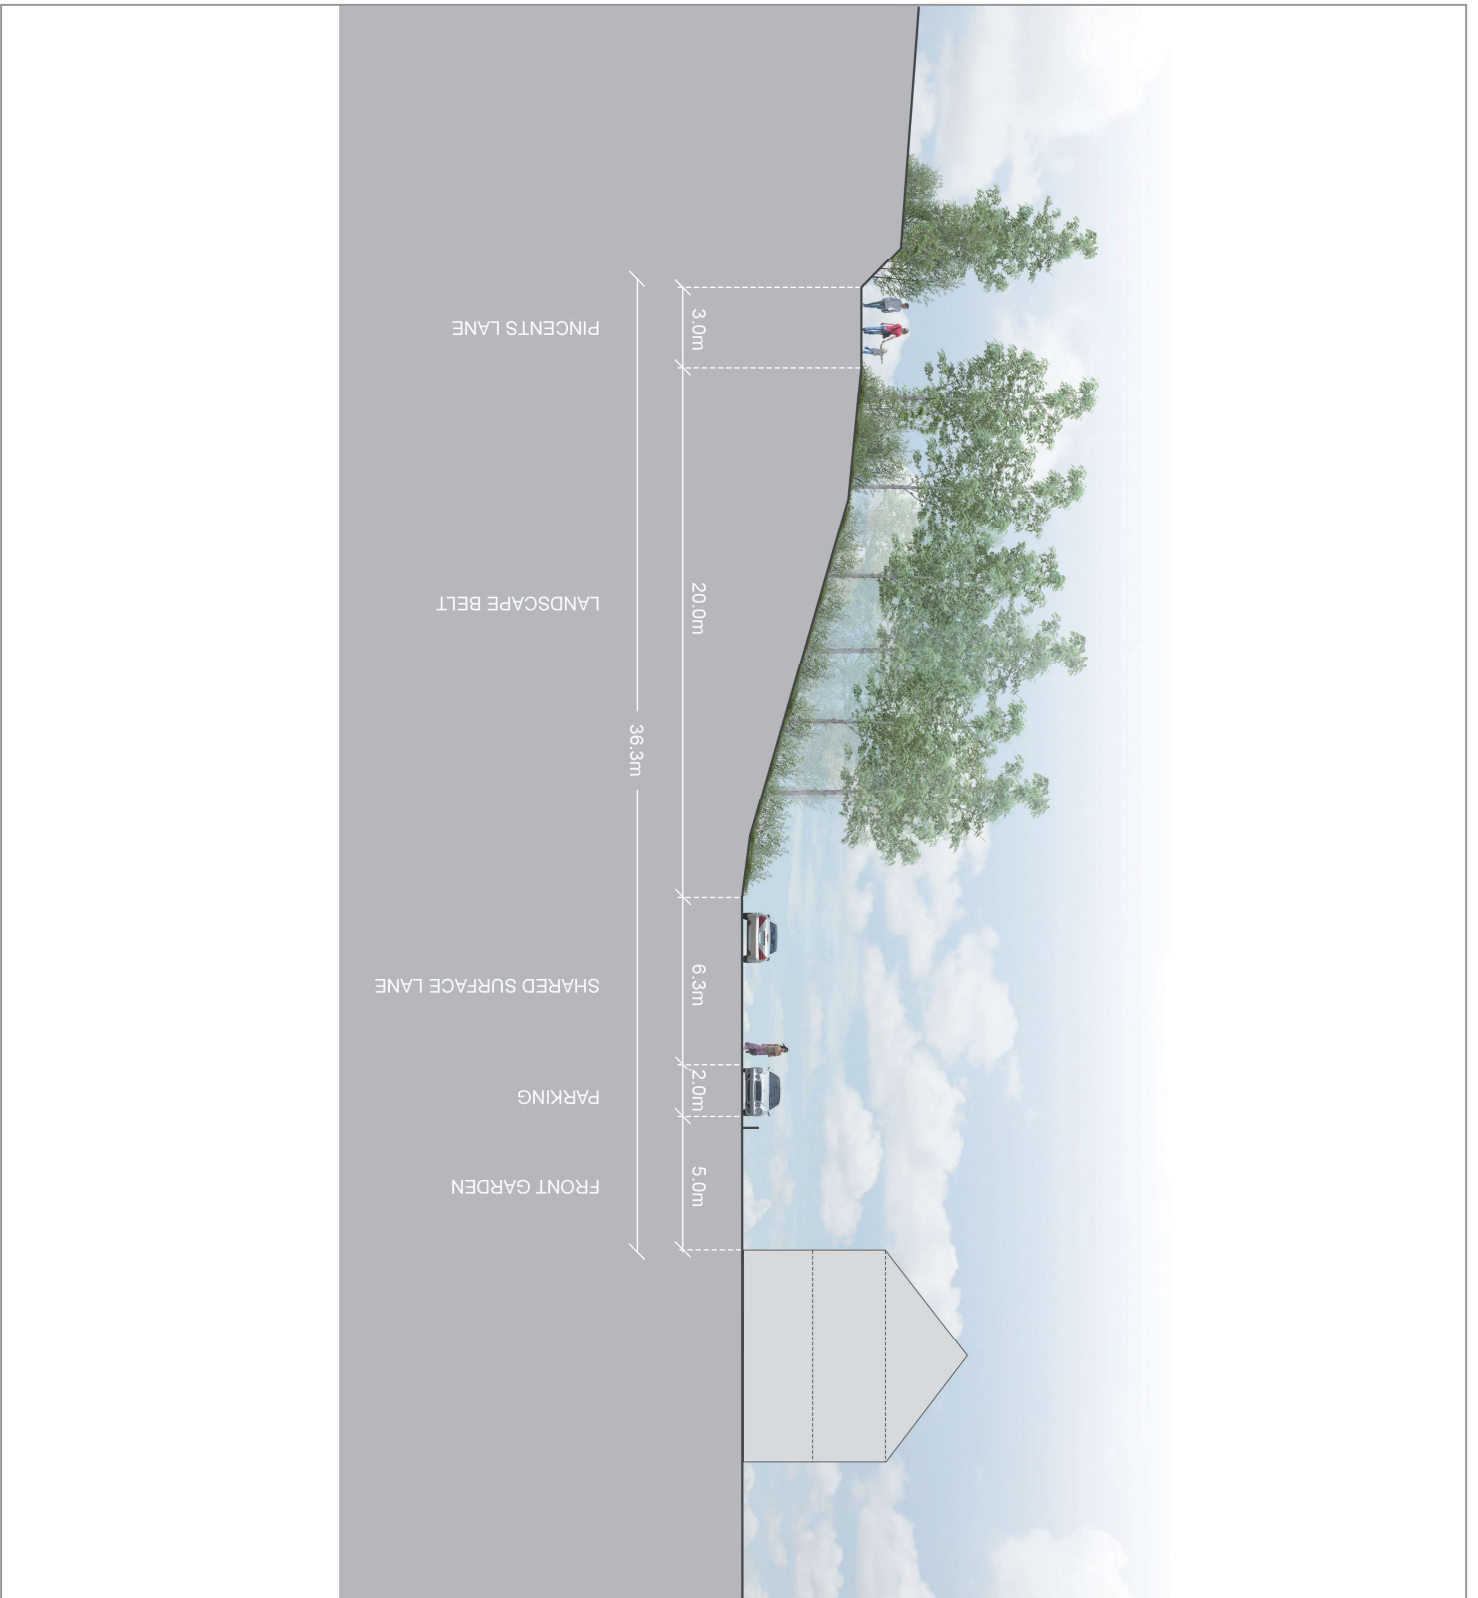 PINCENTS LANE
3.0m
LANDSCAPE BELT
20.0m
36.3m
SHARED SURFACE LANE
6.3m
PARKING
2.0m
FRONT GARDEN
5.0m